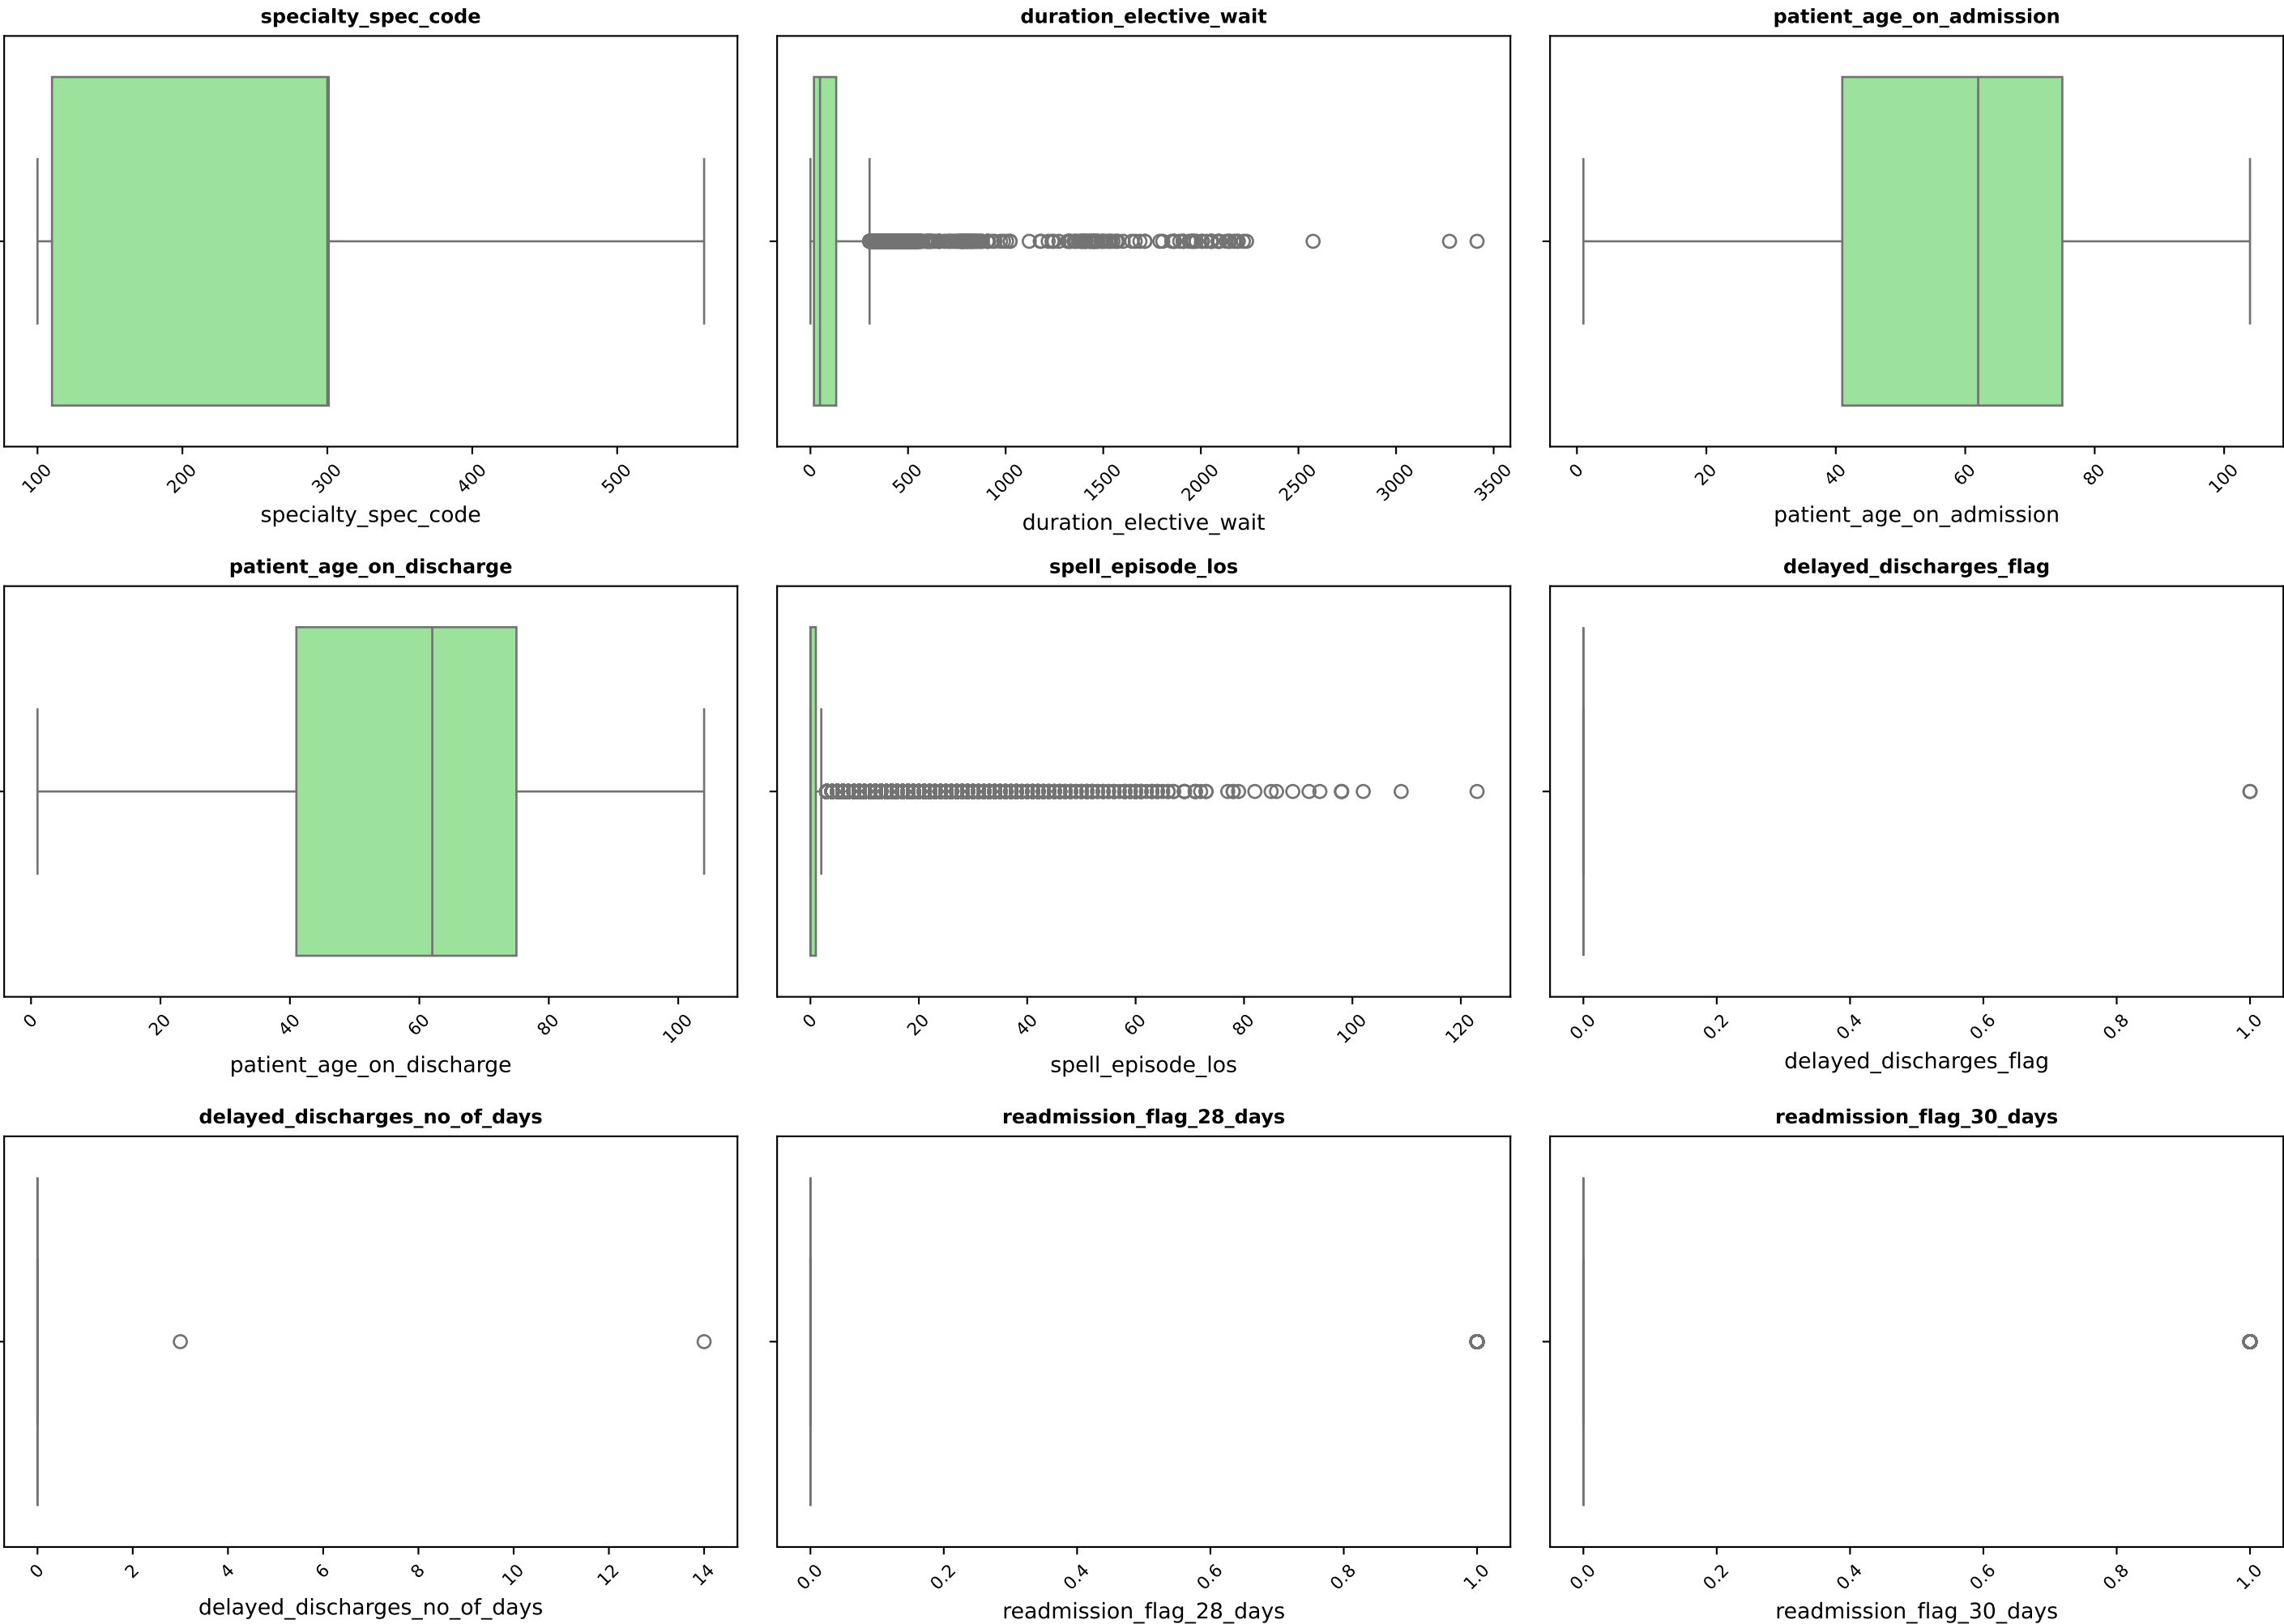 specialty_spec_code
duration_elective_wait
patient_age_on_admission
100 200 300 400 500
0 500 1000 1500 2000 2500 3000 3500
0 20 40 60 80 100
specialty_spec_code
duration_elective_wait
patient_age_on_admission
patient_age_on_discharge
spell_episode_los
delayed_discharges_flag
0 20 40 60 80 100
0 20 40 60 80 100 120
0.0 0.2 0.4 0.6 0.8 1.0
patient_age_on_discharge
spell_episode_los
delayed_discharges_flag
delayed_discharges_no_of_days
readmission_flag_28_days
readmission_flag_30_days
0 2 4 6 8 10 12 14
0.0 0.2 0.4 0.6 0.8 1.0
0.0 0.2 0.4 0.6 0.8 1.0
delayed_discharges_no_of_days
readmission_flag_28_days
readmission_flag_30_days